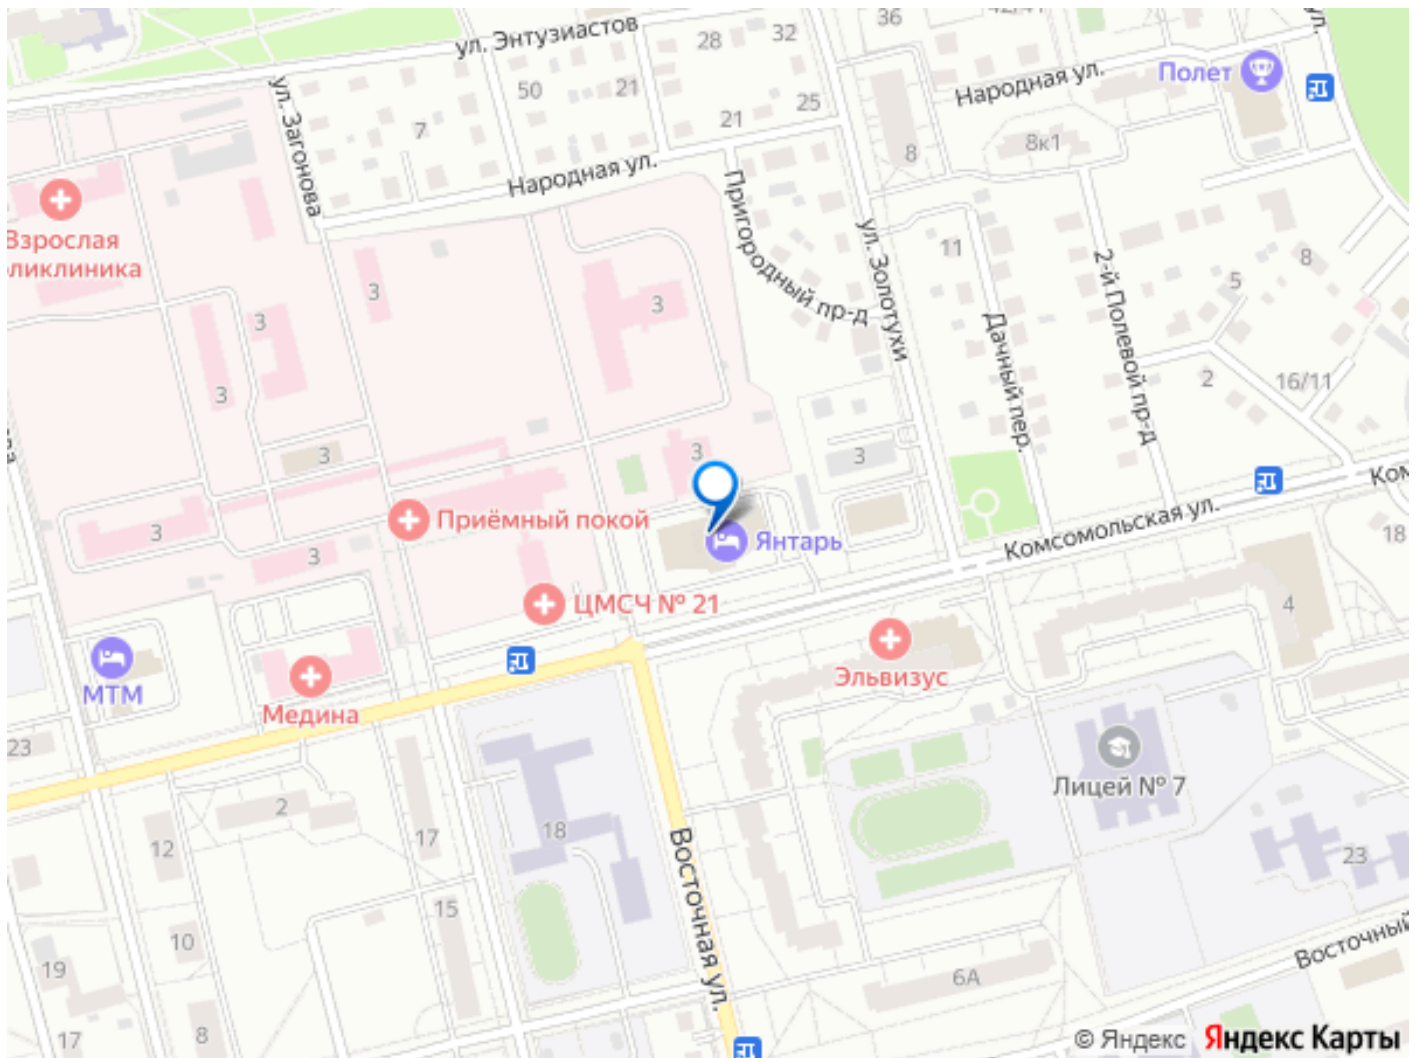 ул. Энтузиастов
28
32
36
ул.
Народная ул.
Полет
50
21
25
7
21
8к1
8
ул. Загонова
Народная ул.
Пригородный пр-д
ул. Золотухи
Взрослая
оликлиника
11
2-й Полевой пр-д
8
5
3
3
3
Дачный пер.
3
2
16/11
3
3
3
Ком
Приёмный покой
Янтарь
Комсомольская ул.
18
3
3
ЦМСЧ № 21
4
Эльвизус
МТМ
Медина
23
Лицей № 7
2
17
18
12
23
Восточная ул.
15
10
Восточный
19
6А
17
8
© Яндекс Яндекс Карты